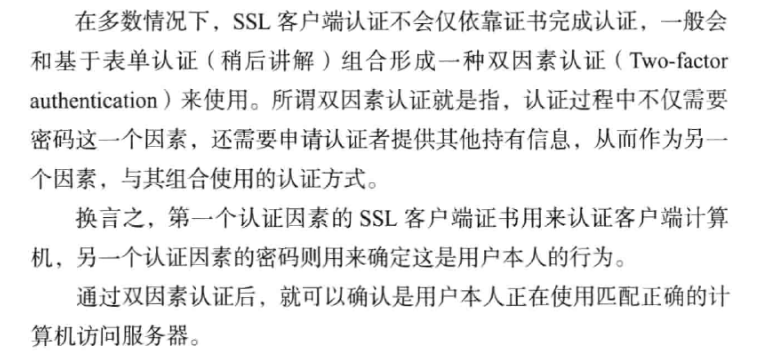 在多数情况下，SSL 客户端认证不会仅依靠证书完成认证，一般会
和基于表单认证（稍后讲解）组合形成一种双因素认证（Two-factor
authentication）来使用。所谓双因素认证就是指，认证过程中不仅需要
密码这一个因素，还需要申请认证者提供其他持有信息，从而作为另一
个因素，与其组合使用的认证方式。
换言之，第一个认证因素的 SSL 客户端证书用来认证客户端计算
机，另一个认证因素的密码则用来确定这是用户本人的行为。
通过双因素认证后，就可以确认是用户本人正在使用匹配正确的计
算机访问服务器。